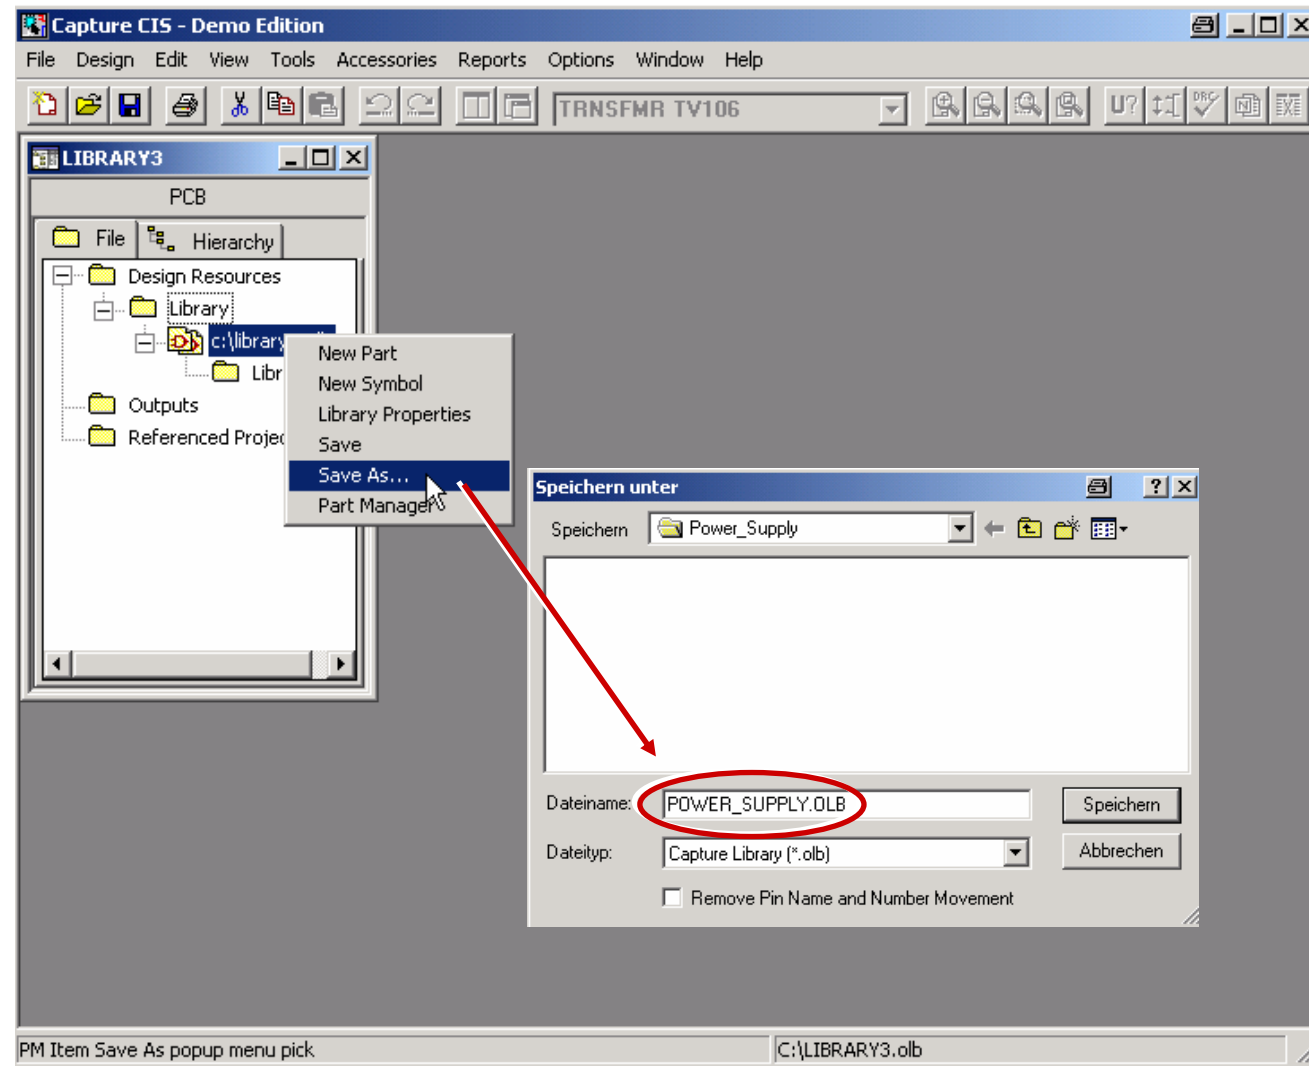 Capture CIS - Demo Edition
File Design Edit View Tools Accessories Reports Options Window Help
TRNSFMR TV106
U?
DRC
LIBRARY3
PCB
File Hierarchy
Design Resources
Library
c:\library
Libr
Outputs
Referenced Projec
New Part
New Symbol
Library Properties
Save
Save As...
Part Manager
Speichern unter
Speichern Power_Supply
Dateiname: POWER_SUPPLY.OLB Speichern
Dateityp: Capture Library (*.olb) Abbrechen
Remove Pin Name and Number Movement
PM Item Save As popup menu pick C:\LIBRARY3.olb